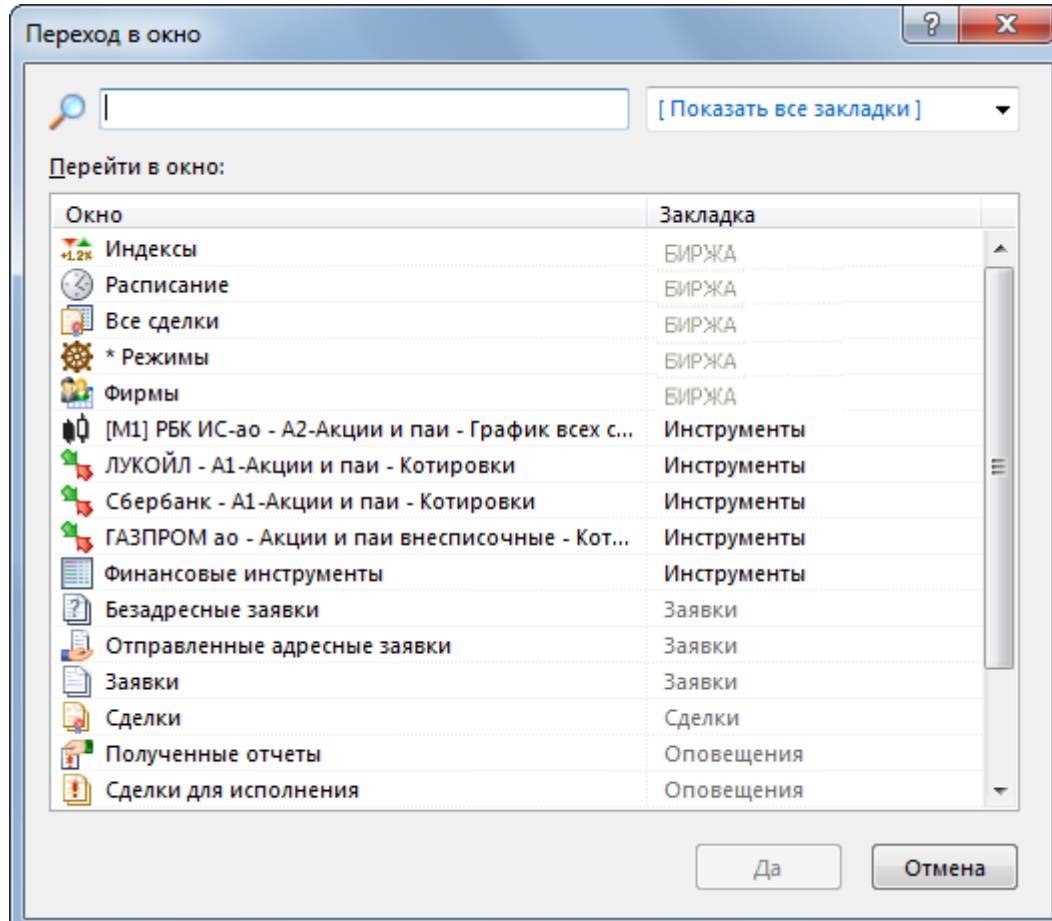 Переход в окно
[ Показать все закладки ]
Перейти в окно:
Окно Закладка
+1.2% Индексы БИРЖА
Расписание БИРЖА
Все сделки БИРЖА
* Режимы БИРЖА
Фирмы БИРЖА
[M1] РБК ИС-ао - А2-Акции и паи - График всех с... Инструменты
ЛУКОЙЛ - А1-Акции и паи - Котировки Инструменты
Сбербанк - А1-Акции и паи - Котировки Инструменты
ГАЗПРОМ ао - Акции и паи внесписочные - Кот... Инструменты
Финансовые инструменты Инструменты
Безадресные заявки Заявки
Отправленные адресные заявки Заявки
Заявки Заявки
Сделки Сделки
Полученные отчеты Оповещения
Сделки для исполнения Оповещения
Да Отмена